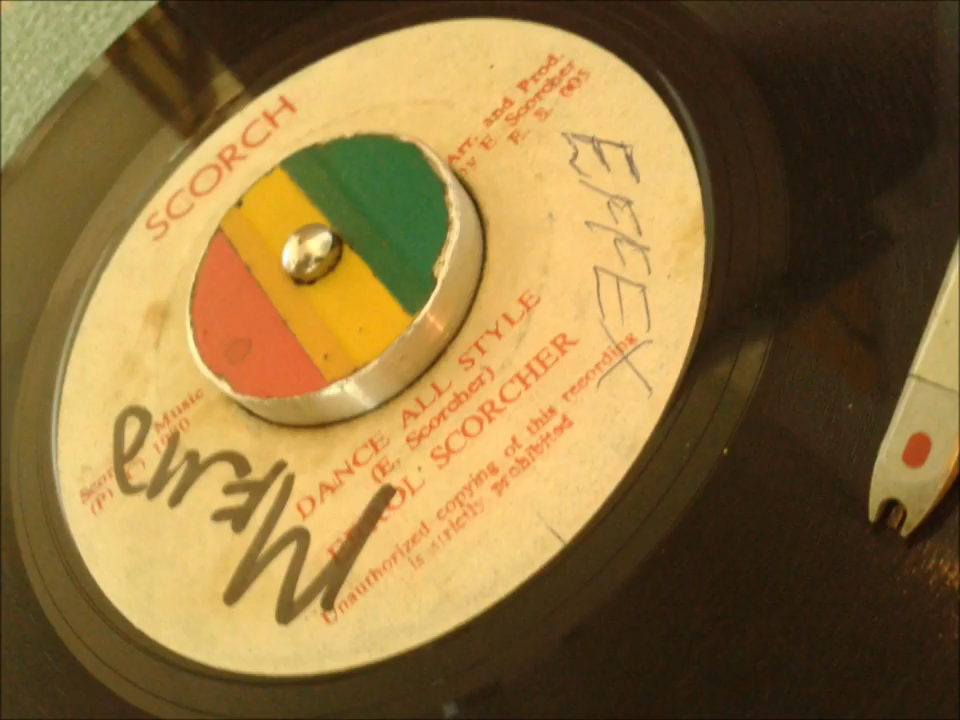 SCORCH
Arr. and Prod.
by E Scorcher
E. S. 005
Music
(P) (C) 1980
DANCE ALL STYLE
(E. Scorcher)
ERROL SCORCHER
Unauthorized copying of this recording
is strictly prohibited